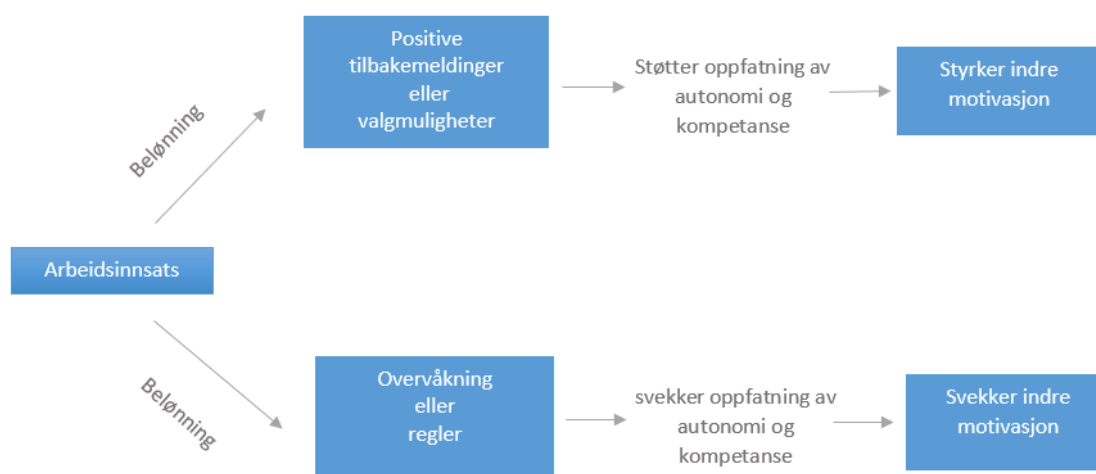 Positive
tilbakemeldinger
eller
valgmuligheter
Støtter oppfatning av
autonomi og
kompetanse
Styrker indre
motivasjon
Belønning
Arbeidsinnsats
Belønning
Overvåkning
eller
regler
svekker oppfatning av
autonomi og
kompetanse
Svekker indre
motivasjon